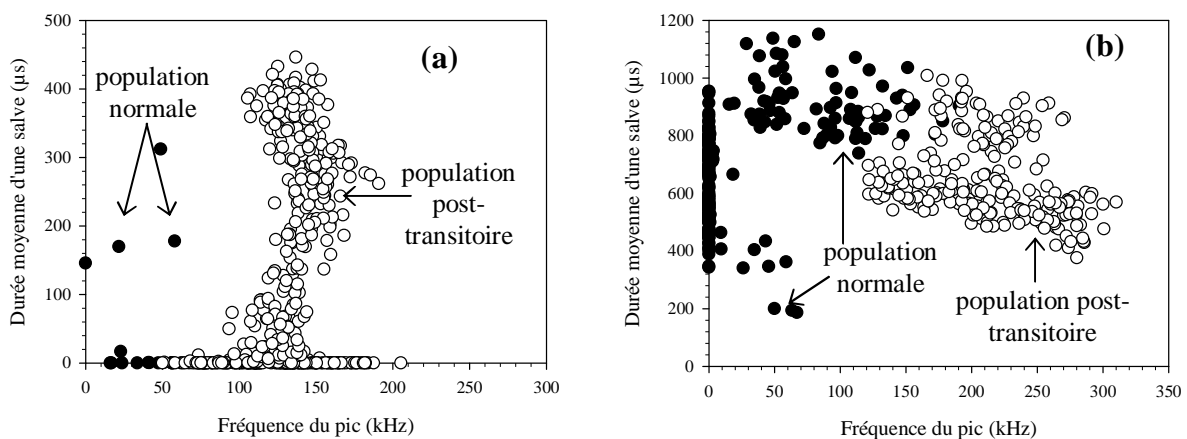 (a)
Durée moyenne d'une salve (µs)
500
400
300
200
100
0
population
normale
population
post-
transitoire
0 50 100 150 200 250 300
Fréquence du pic (kHz)
(b)
Durée moyenne d'une salve (µs)
1200
1000
800
600
400
200
0
population
normale
population post-
transitoire
0 50 100 150 200 250 300 350
Fréquence du pic (kHz)